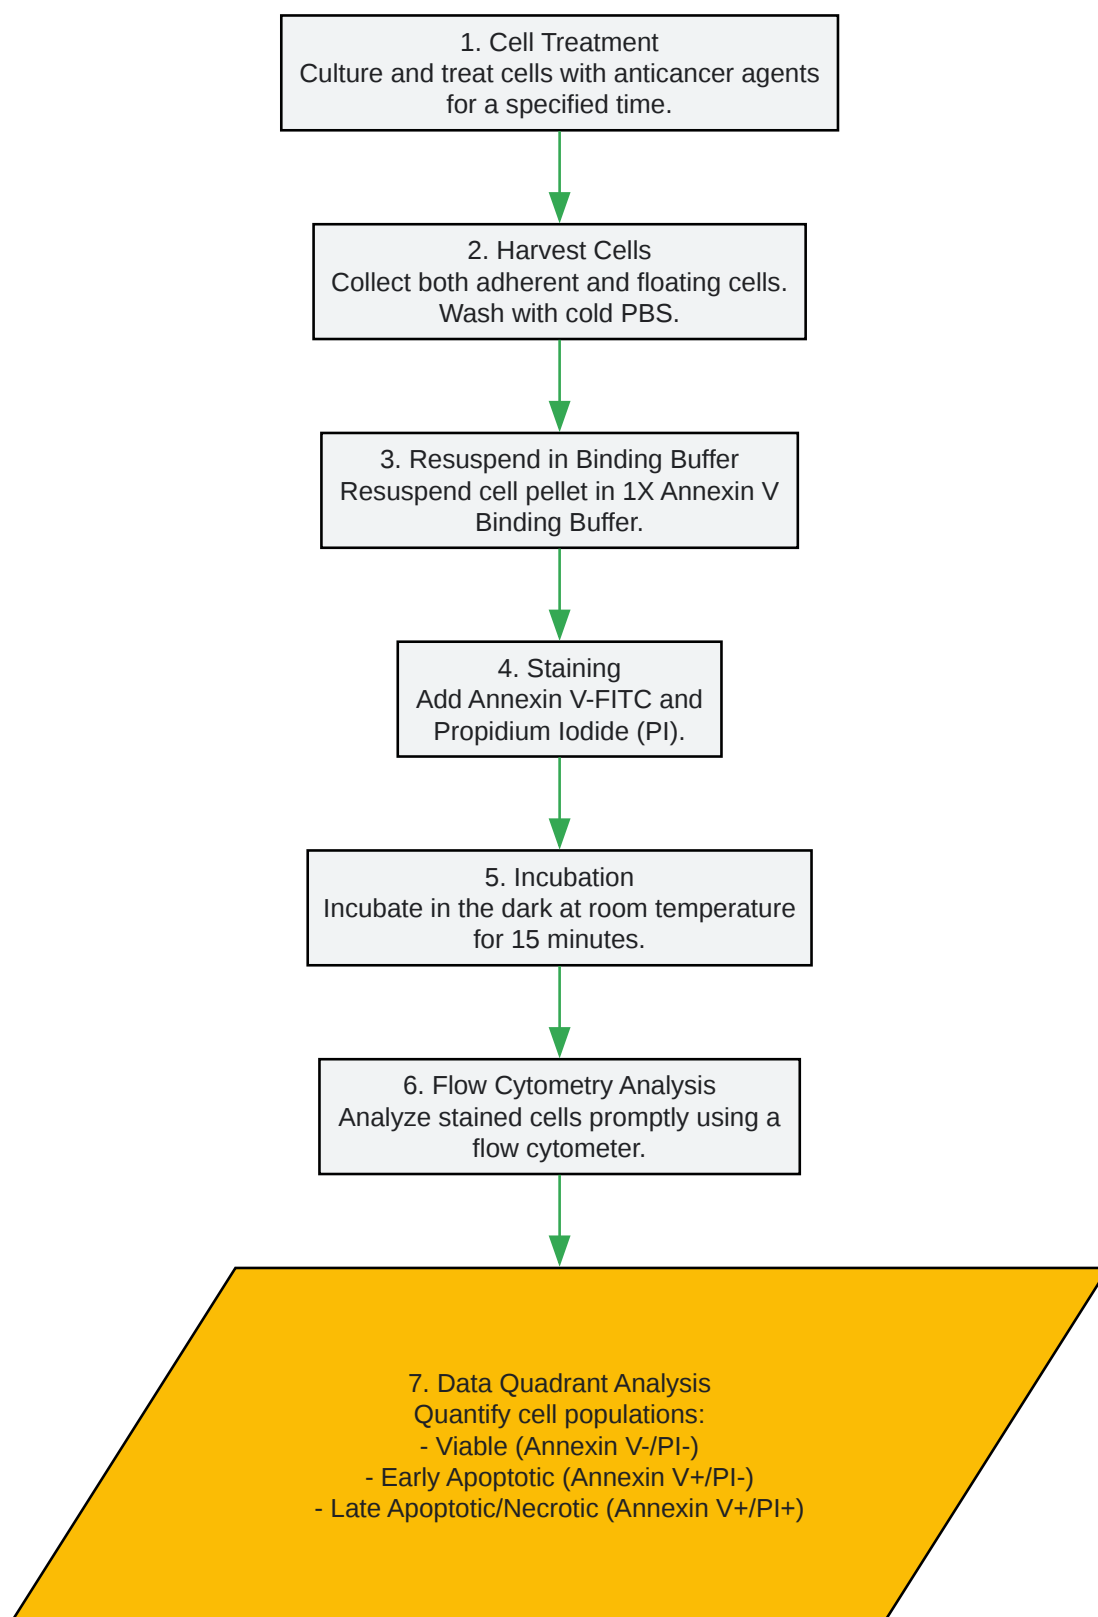 1. Cell Treatment
Culture and treat cells with anticancer agents
for a specified time.
2. Harvest Cells
Collect both adherent and floating cells.
Wash with cold PBS.
3. Resuspend in Binding Buffer
Resuspend cell pellet in 1X Annexin V
Binding Buffer.
4. Staining
Add Annexin V-FITC and
Propidium Iodide (PI).
5. Incubation
Incubate in the dark at room temperature
for 15 minutes.
6. Flow Cytometry Analysis
Analyze stained cells promptly using a
flow cytometer.
7. Data Quadrant Analysis
Quantify cell populations:
- Viable (Annexin V-/PI-)
- Early Apoptotic (Annexin V+/PI-)
- Late Apoptotic/Necrotic (Annexin V+/PI+)